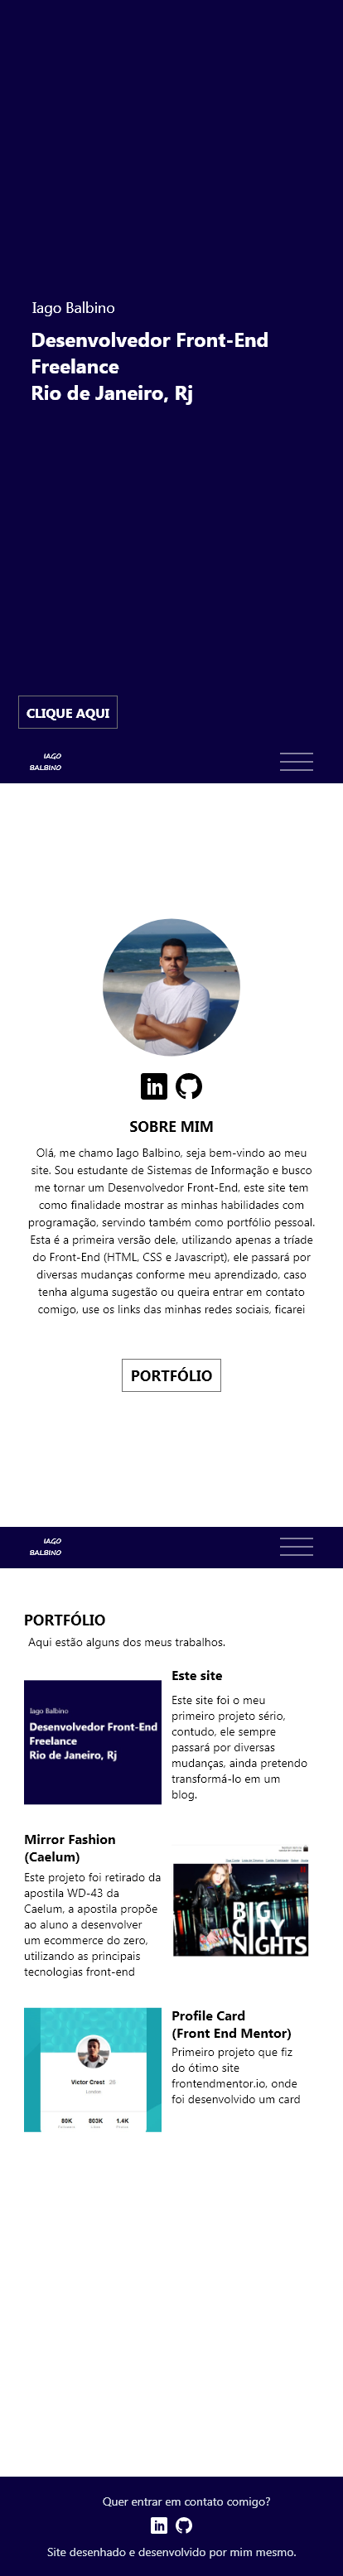 Iago Balbino
Desenvolvedor Front-End
Freelance
Rio de Janeiro, Rj
CLIQUE AQUI
IAGO
BALBINO
SOBRE MIM
Olá, me chamo Iago Balbino, seja bem-vindo ao meu
site. Sou estudante de Sistemas de Informação e busco
me tornar um Desenvolvedor Front-End, este site tem
como finalidade mostrar as minhas habilidades com
programação, servindo também como portfólio pessoal.
Esta é a primeira versão dele, utilizando apenas a tríade
do Front-End (HTML, CSS e Javascript), ele passará por
diversas mudanças conforme meu aprendizado, caso
tenha alguma sugestão ou queira entrar em contato
comigo, use os links das minhas redes sociais, ficarei
PORTFÓLIO
IAGO
BALBINO
PORTFÓLIO
Aqui estão alguns dos meus trabalhos.
Iago Balbino
Desenvolvedor Front-End
Freelance
Rio de Janeiro, Rj
Este site
Este site foi o meu
primeiro projeto sério,
contudo, ele sempre
passará por diversas
mudanças, ainda pretendo
transformá-lo em um
blog.
Mirror Fashion
(Caelum)
Este projeto foi retirado da
apostila WD-43 da
Caelum, a apostila propõe
ao aluno a desenvolver
um ecommerce do zero,
utilizando as principais
tecnologias front-end
BIG
CITY
NIGHTS
Victor Crest 26
London
80K 803K 1.4K
Profile Card
(Front End Mentor)
Primeiro projeto que fiz
do ótimo site
frontendmentor.io, onde
foi desenvolvido um card
Quer entrar em contato comigo?
Site desenhado e desenvolvido por mim mesmo.